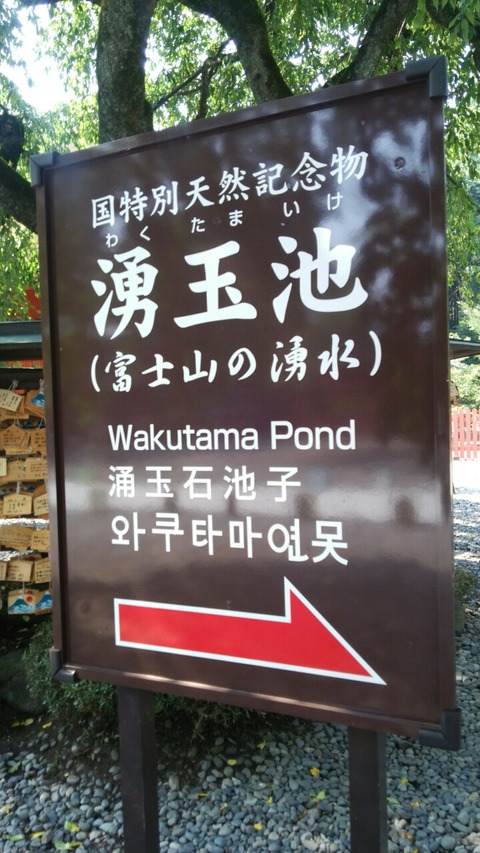 国特別天然記念物
わくたまいけ
湧玉池
(富士山の湧水)
Wakutama Pond
涌玉石池子
와쿠타마연못